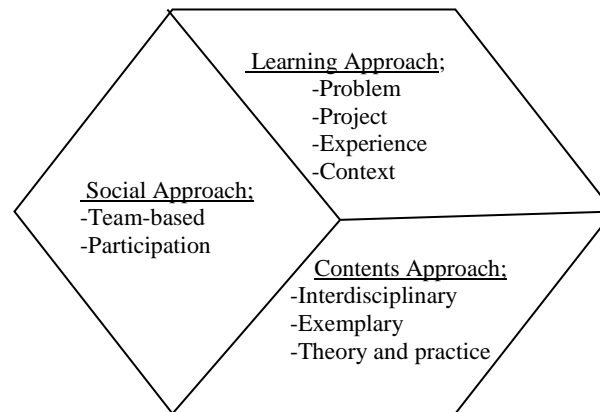 Learning Approach;
-Problem
-Project
-Experience
-Context
Social Approach;
-Team-based
-Participation
Contents Approach;
-Interdisciplinary
-Exemplary
-Theory and practice